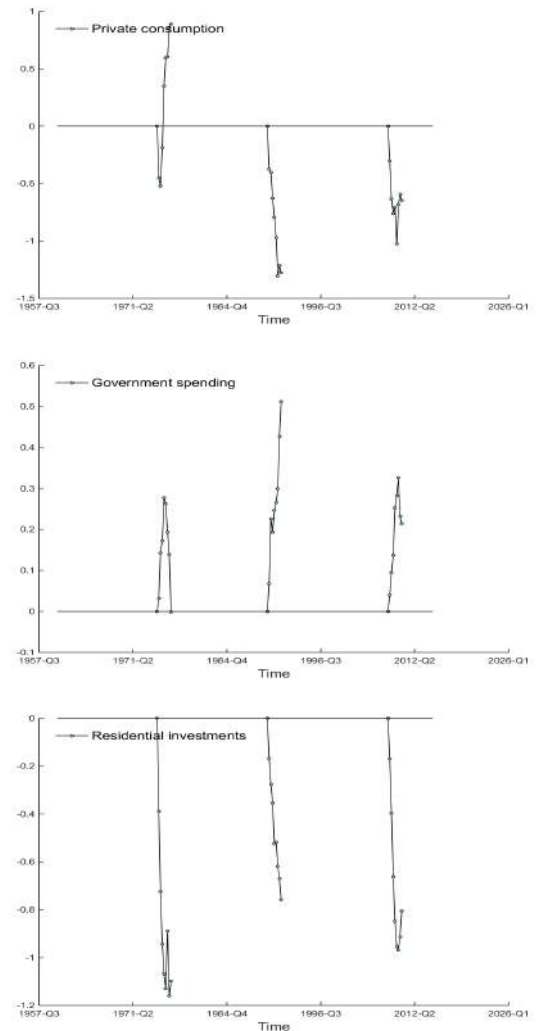 1
Private consumption
0.5
0
-0.5
-1
-1.5
1957-Q3 1971-Q2 1984-Q4 1998-Q3 2012-Q2 2026-Q1
Time
0.6
Government spending
0.5
0.4
0.3
0.2
0.1
0
-0.1
1957-Q3 1971-Q2 1984-Q4 1998-Q3 2012-Q2 2026-Q1
Time
0
Residential investments
-0.2
-0.4
-0.6
-0.8
-1
-1.2
1957-Q3 1971-Q2 1984-Q4 1998-Q3 2012-Q2 2026-Q1
Time